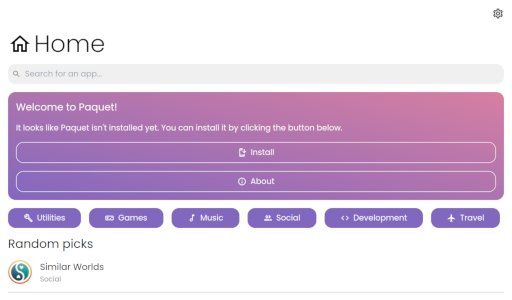 Home
Search for an app...
Welcome to Paquet!
It looks like Paquet isn't installed yet. You can install it by clicking the button below.
Install
About
Utilities
Games
Music
Social
Development
Travel
Random picks
Similar Worlds
Social